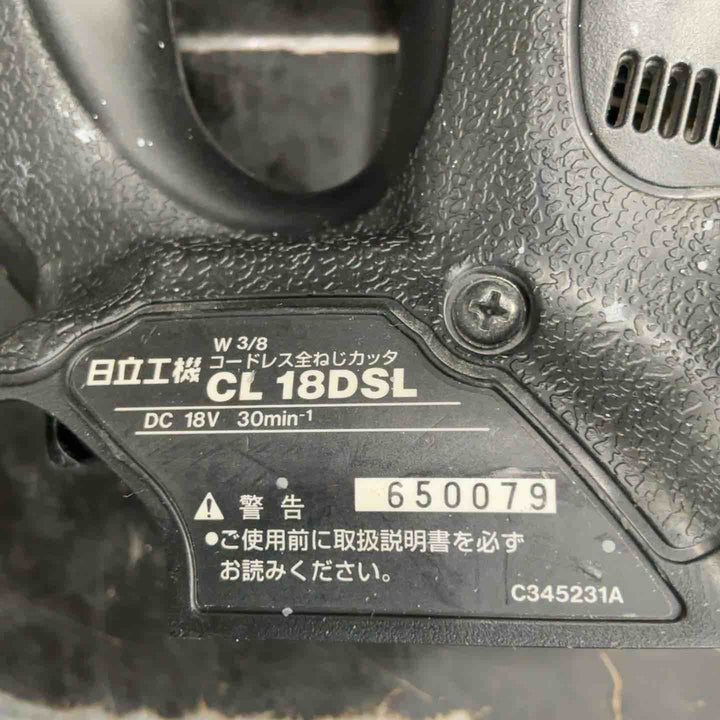 W 3/8
コードレス全ねじカッタ
日立工機 CL 18DSL
DC 18V 30min-1
⚠ 警告 650079
●ご使用前に取扱説明書を必ず
お読みください。
C345231A